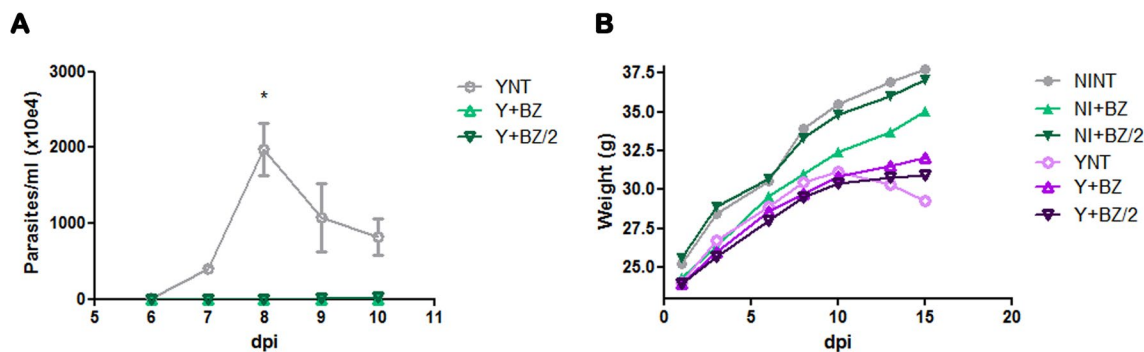 A
Parasites/ml (x10e4)
3000
2000
1000
0
*
5 6 7 8 9 10 11
dpi
YNT
Y+BZ
Y+BZ/2
B
Weight (g)
37.5
35.0
32.5
30.0
27.5
25.0
0 5 10 15 20
dpi
NINT
NI+BZ
NI+BZ/2
YNT
Y+BZ
Y+BZ/2